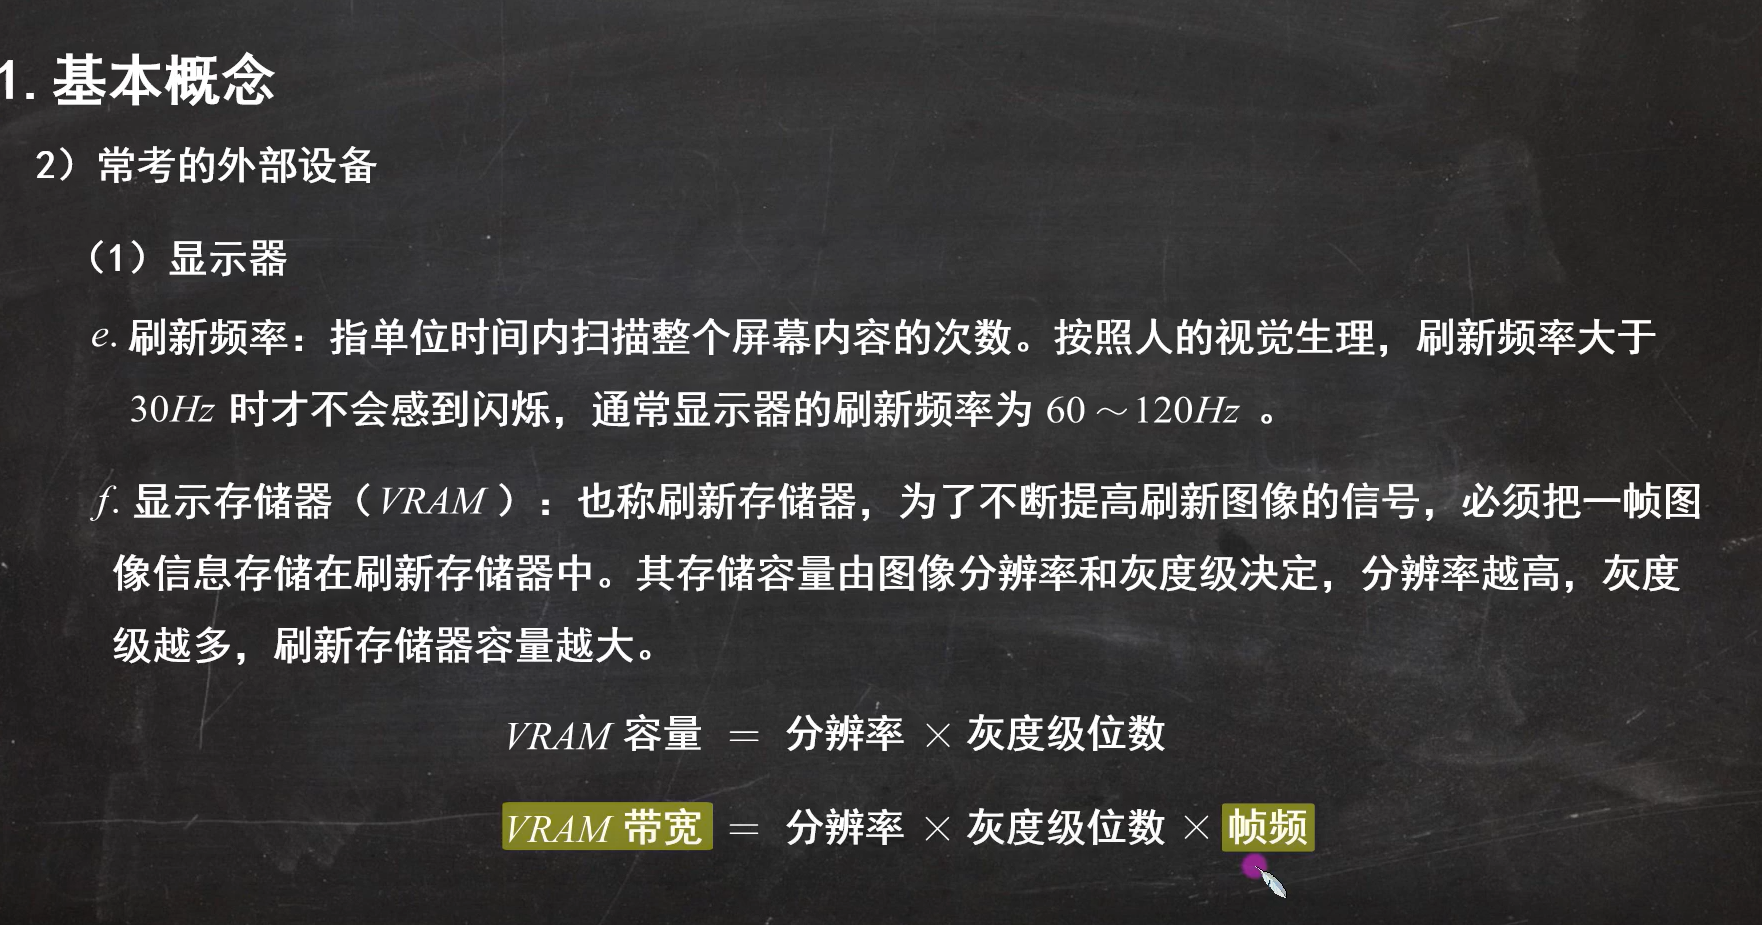 1. 基本概念
2）常考的外部设备
（1）显示器
e. 刷新频率：指单位时间内扫描整个屏幕内容的次数。按照人的视觉生理，刷新频率大于
30Hz 时才不会感到闪烁，通常显示器的刷新频率为 60～120Hz 。
f. 显示存储器（VRAM）：也称刷新存储器，为了不断提高刷新图像的信号，必须把一帧图
像信息存储在刷新存储器中。其存储容量由图像分辨率和灰度级决定，分辨率越高，灰度
级越多，刷新存储器容量越大。
VRAM 容量 = 分辨率 × 灰度级位数
VRAM 带宽 = 分辨率 × 灰度级位数 × 帧频